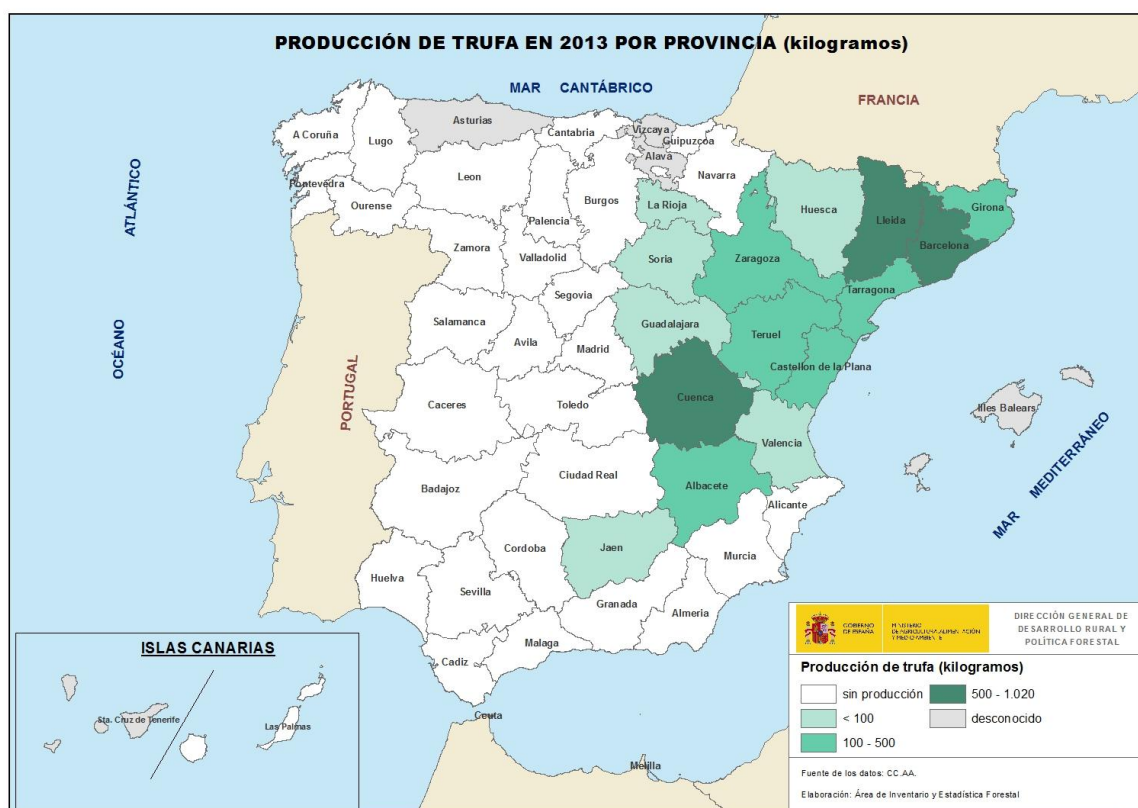 PRODUCCIÓN DE TRUFA EN 2013 POR PROVINCIA (kilogramos)
MAR CANTÁBRICO
FRANCIA
OCÉANO ATLÁNTICO
PORTUGAL
MAR MEDITERRÁNEO
A Coruña
Lugo
Asturias
Cantabria
Vizcaya
Guipuzcoa
Alava
Navarra
Pontevedra
Ourense
Leon
Palencia
Burgos
La Rioja
Huesca
Lleida
Girona
Barcelona
Zamora
Valladolid
Soria
Zaragoza
Tarragona
Segovia
Salamanca
Avila
Madrid
Guadalajara
Teruel
Castellon de la Plana
Caceres
Toledo
Cuenca
Valencia
Illes Balears
Badajoz
Ciudad Real
Albacete
Alicante
Huelva
Sevilla
Cordoba
Jaen
Murcia
Granada
Almeria
Malaga
Cadiz
Ceuta
Melilla
ISLAS CANARIAS
Sta. Cruz de Tenerife
Las Palmas
GOBIERNO
DE ESPAÑA
MINISTERIO
DE AGRICULTURA, ALIMENTACIÓN
Y MEDIO AMBIENTE
DIRECCIÓN GENERAL DE
DESARROLLO RURAL Y
POLÍTICA FORESTAL
Producción de trufa (kilogramos)
sin producción
< 100
100 - 500
500 - 1.020
desconocido
Fuente de los datos: CC.AA.
Elaboración: Área de Inventario y Estadística Forestal